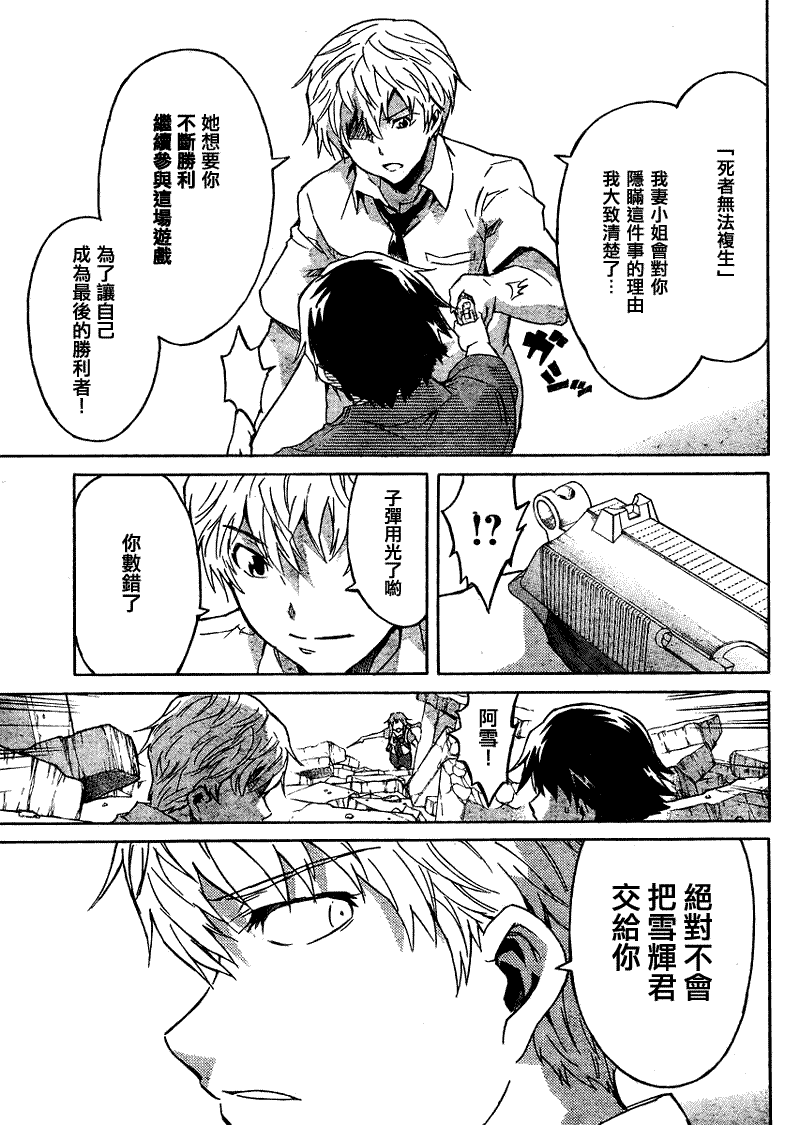 「死者無法複生」
我妻小姐會對你
隱瞞這件事的理由
我大致清楚了…
她想要你
不斷勝利
繼續參與這場遊戲
為了讓自己
成為最後的勝利者！
ガシッ
!?
子彈用光了喲
你數錯了
阿雪！
絕對不會
把雪輝君
交給你